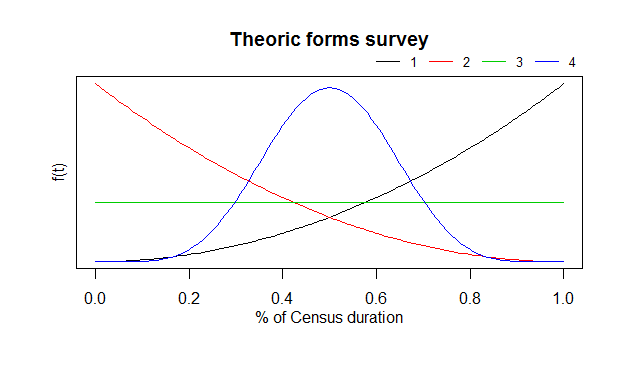 Theoric forms survey
1 2 3 4
f(t)
0.0 0.2 0.4 0.6 0.8 1.0
% of Census duration